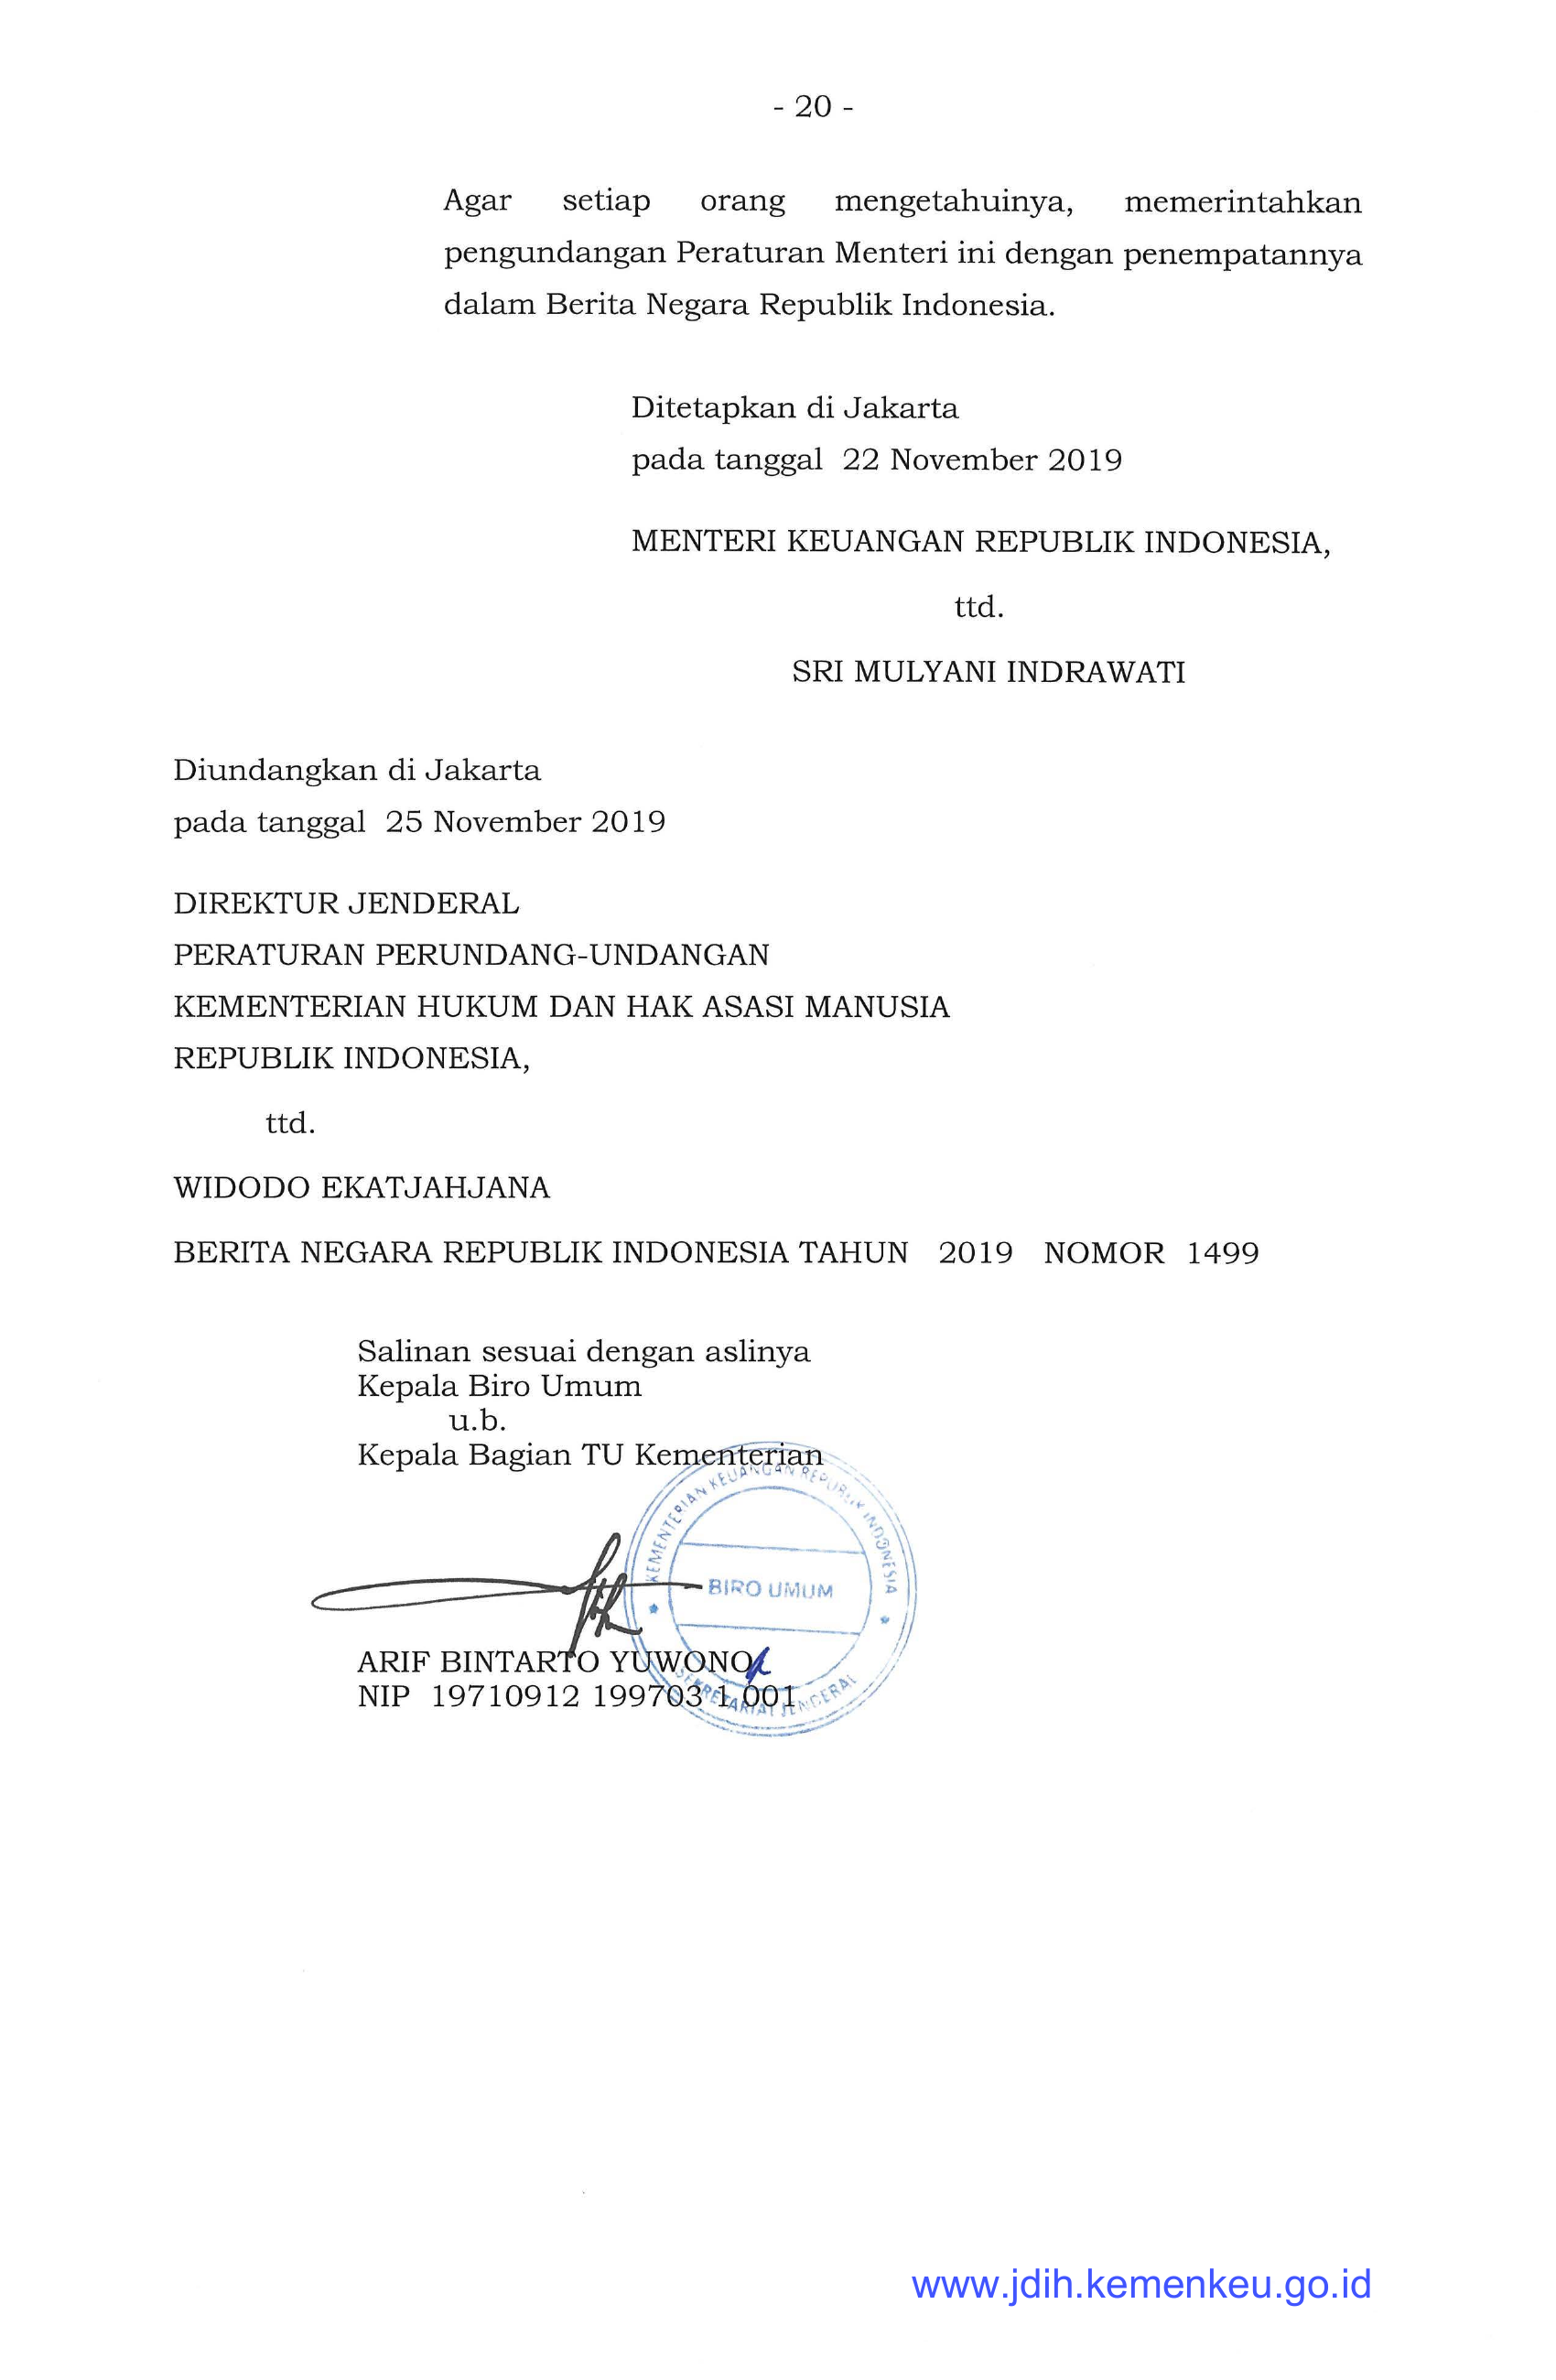 - 20 -
Agar setiap orang mengetahuinya, memerintahkan
pengundangan Peraturan Menteri ini dengan penempatannya
dalam Berita Negara Republik Indonesia.
Ditetapkan di Jakarta
pada tanggal 22 November 2019
MENTERI KEUANGAN REPUBLIK INDONESIA,
ttd.
SRI MULYANI INDRAWATI
Diundangkan di Jakarta
pada tanggal 25 November 2019
DIREKTUR JENDERAL
PERATURAN PERUNDANG-UNDANGAN
KEMENTERIAN HUKUM DAN HAK ASASI MANUSIA
REPUBLIK INDONESIA,
ttd.
WIDODO EKATJAHJANA
BERITA NEGARA REPUBLIK INDONESIA TAHUN 2019 NOMOR 1499
Salinan sesuai dengan aslinya
Kepala Biro Umum
u.b.
Kepala Bagian TU Kementerian
KEMENTERIAN KEUANGAN REPUBLIK INDONESIA
BIRO UMUM
SEKRETARIAT JENDERAL
ARIF BINTARTO YUWONO
NIP 19710912 199703 1 001
www.jdih.kemenkeu.go.id